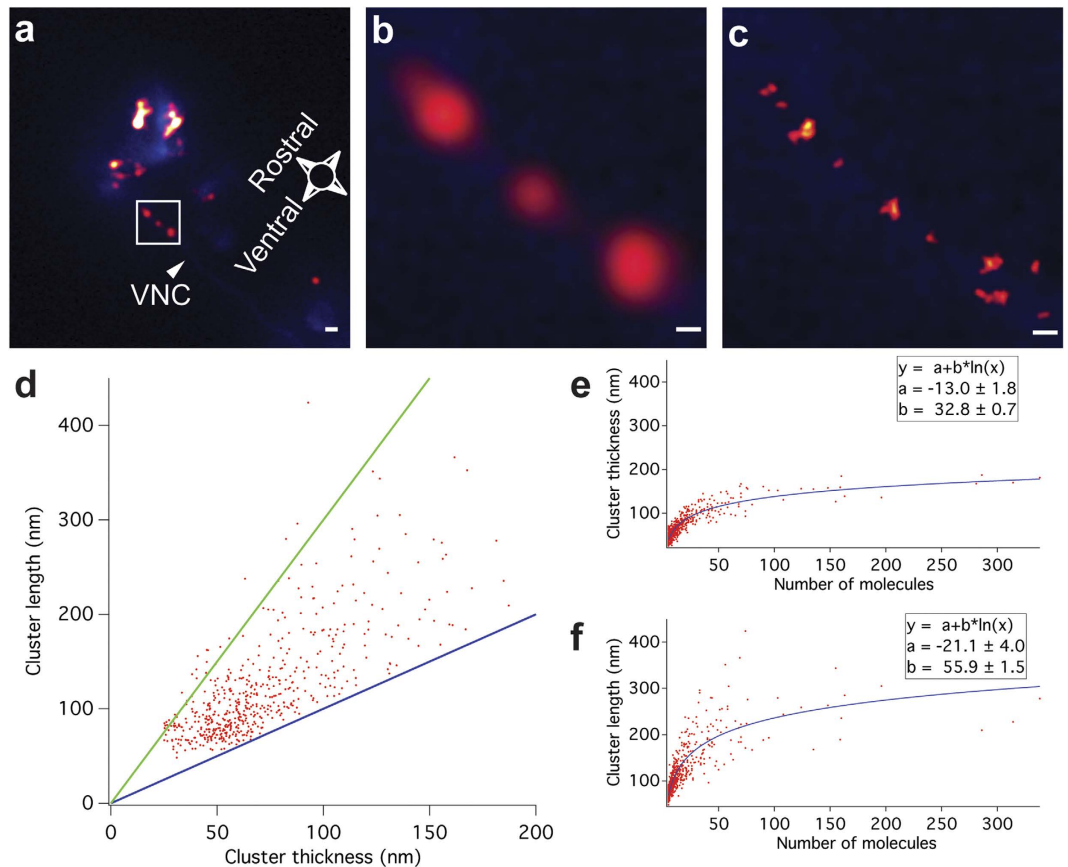 a
b
c
Rostral
Ventral
VNC
d
Cluster length (nm)
400
300
200
100
0
0
50
100
150
200
Cluster thickness (nm)
e
Cluster thickness (nm)
400
300
200
100
y = a+b*ln(x)
a = -13.0 ± 1.8
b = 32.8 ± 0.7
50
100
150
200
250
300
Number of molecules
f
Cluster length (nm)
400
300
200
100
y = a+b*ln(x)
a = -21.1 ± 4.0
b = 55.9 ± 1.5
50
100
150
200
250
300
Number of molecules